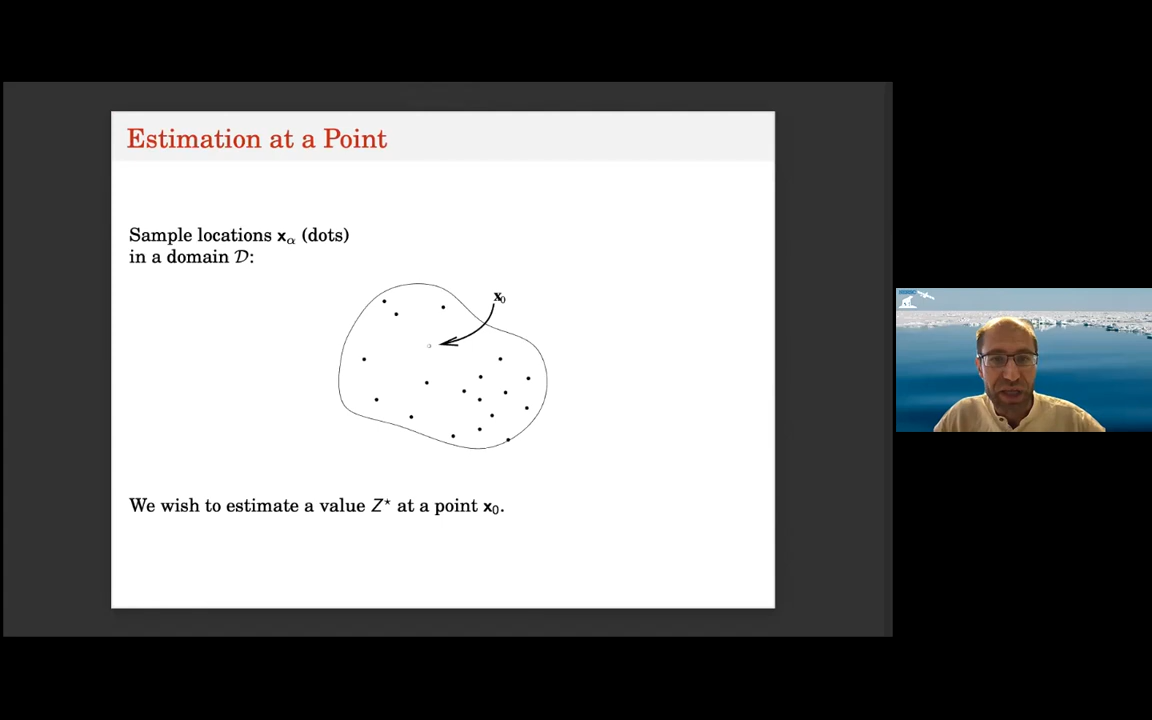 Estimation at a Point
Sample locations x_α (dots)
in a domain 𝒟:
x₀
We wish to estimate a value Z* at a point x₀.